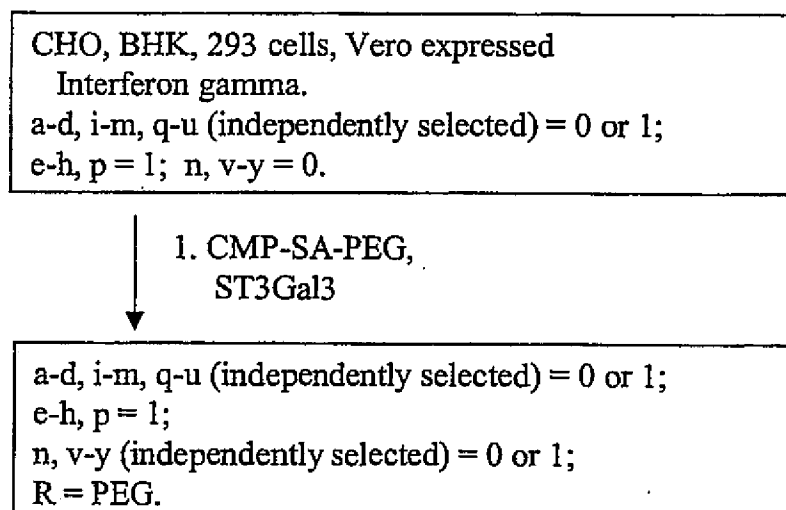 CHO, BHK, 293 cells, Vero expressed
Interferon gamma.
a-d, i-m, q-u (independently selected) = 0 or 1;
e-h, p = 1; n, v-y = 0.
1. CMP-SA-PEG,
ST3Gal3
a-d, i-m, q-u (independently selected) = 0 or 1;
e-h, p = 1;
n, v-y (independently selected) = 0 or 1;
R = PEG.